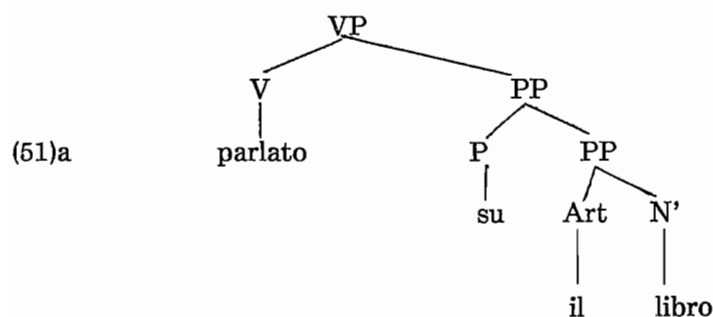 VP
V PP
(51)a parlato P PP
su Art N'
il libro